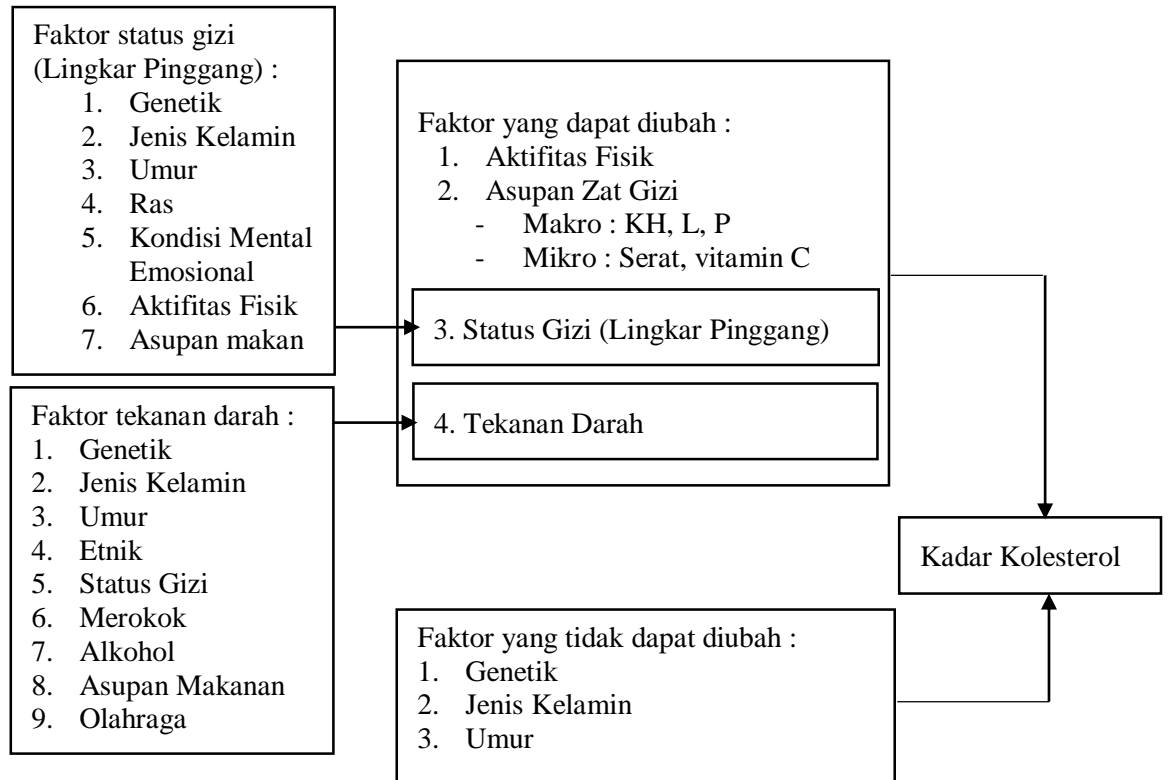 Faktor status gizi
(Lingkar Pinggang) :
1. Genetik
2. Jenis Kelamin
3. Umur
4. Ras
5. Kondisi Mental
Emosional
6. Aktifitas Fisik
7. Asupan makan
Faktor tekanan darah :
1. Genetik
2. Jenis Kelamin
3. Umur
4. Etnik
5. Status Gizi
6. Merokok
7. Alkohol
8. Asupan Makanan
9. Olahraga
Faktor yang dapat diubah :
1. Aktifitas Fisik
2. Asupan Zat Gizi
- Makro : KH, L, P
- Mikro : Serat, vitamin C
3. Status Gizi (Lingkar Pinggang)
4. Tekanan Darah
Faktor yang tidak dapat diubah :
1. Genetik
2. Jenis Kelamin
3. Umur
Kadar Kolesterol